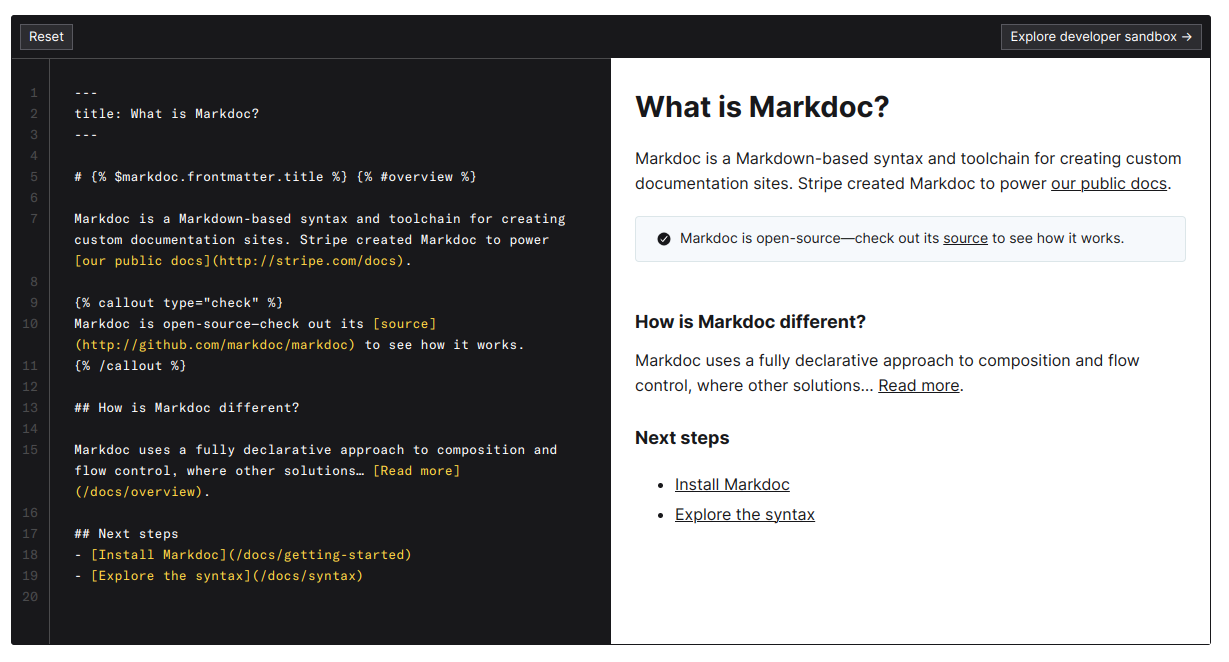 Reset
Explore developer sandbox →
1 ---
2 title: What is Markdoc?
3 ---
4
5 # {% $markdoc.frontmatter.title %} {% #overview %}
6
7 Markdoc is a Markdown-based syntax and toolchain for creating
custom documentation sites. Stripe created Markdoc to power
[our public docs](http://stripe.com/docs).
8
9 {% callout type="check" %}
10 Markdoc is open-source—check out its [source]
(http://github.com/markdoc/markdoc) to see how it works.
11 {% /callout %}
12
13 ## How is Markdoc different?
14
15 Markdoc uses a fully declarative approach to composition and
flow control, where other solutions… [Read more]
(/docs/overview).
16
17 ## Next steps
18 - [Install Markdoc](/docs/getting-started)
19 - [Explore the syntax](/docs/syntax)
20
What is Markdoc?
Markdoc is a Markdown-based syntax and toolchain for creating custom
documentation sites. Stripe created Markdoc to power our public docs.
Markdoc is open-source—check out its source to see how it works.
How is Markdoc different?
Markdoc uses a fully declarative approach to composition and flow
control, where other solutions… Read more.
Next steps
• Install Markdoc
• Explore the syntax